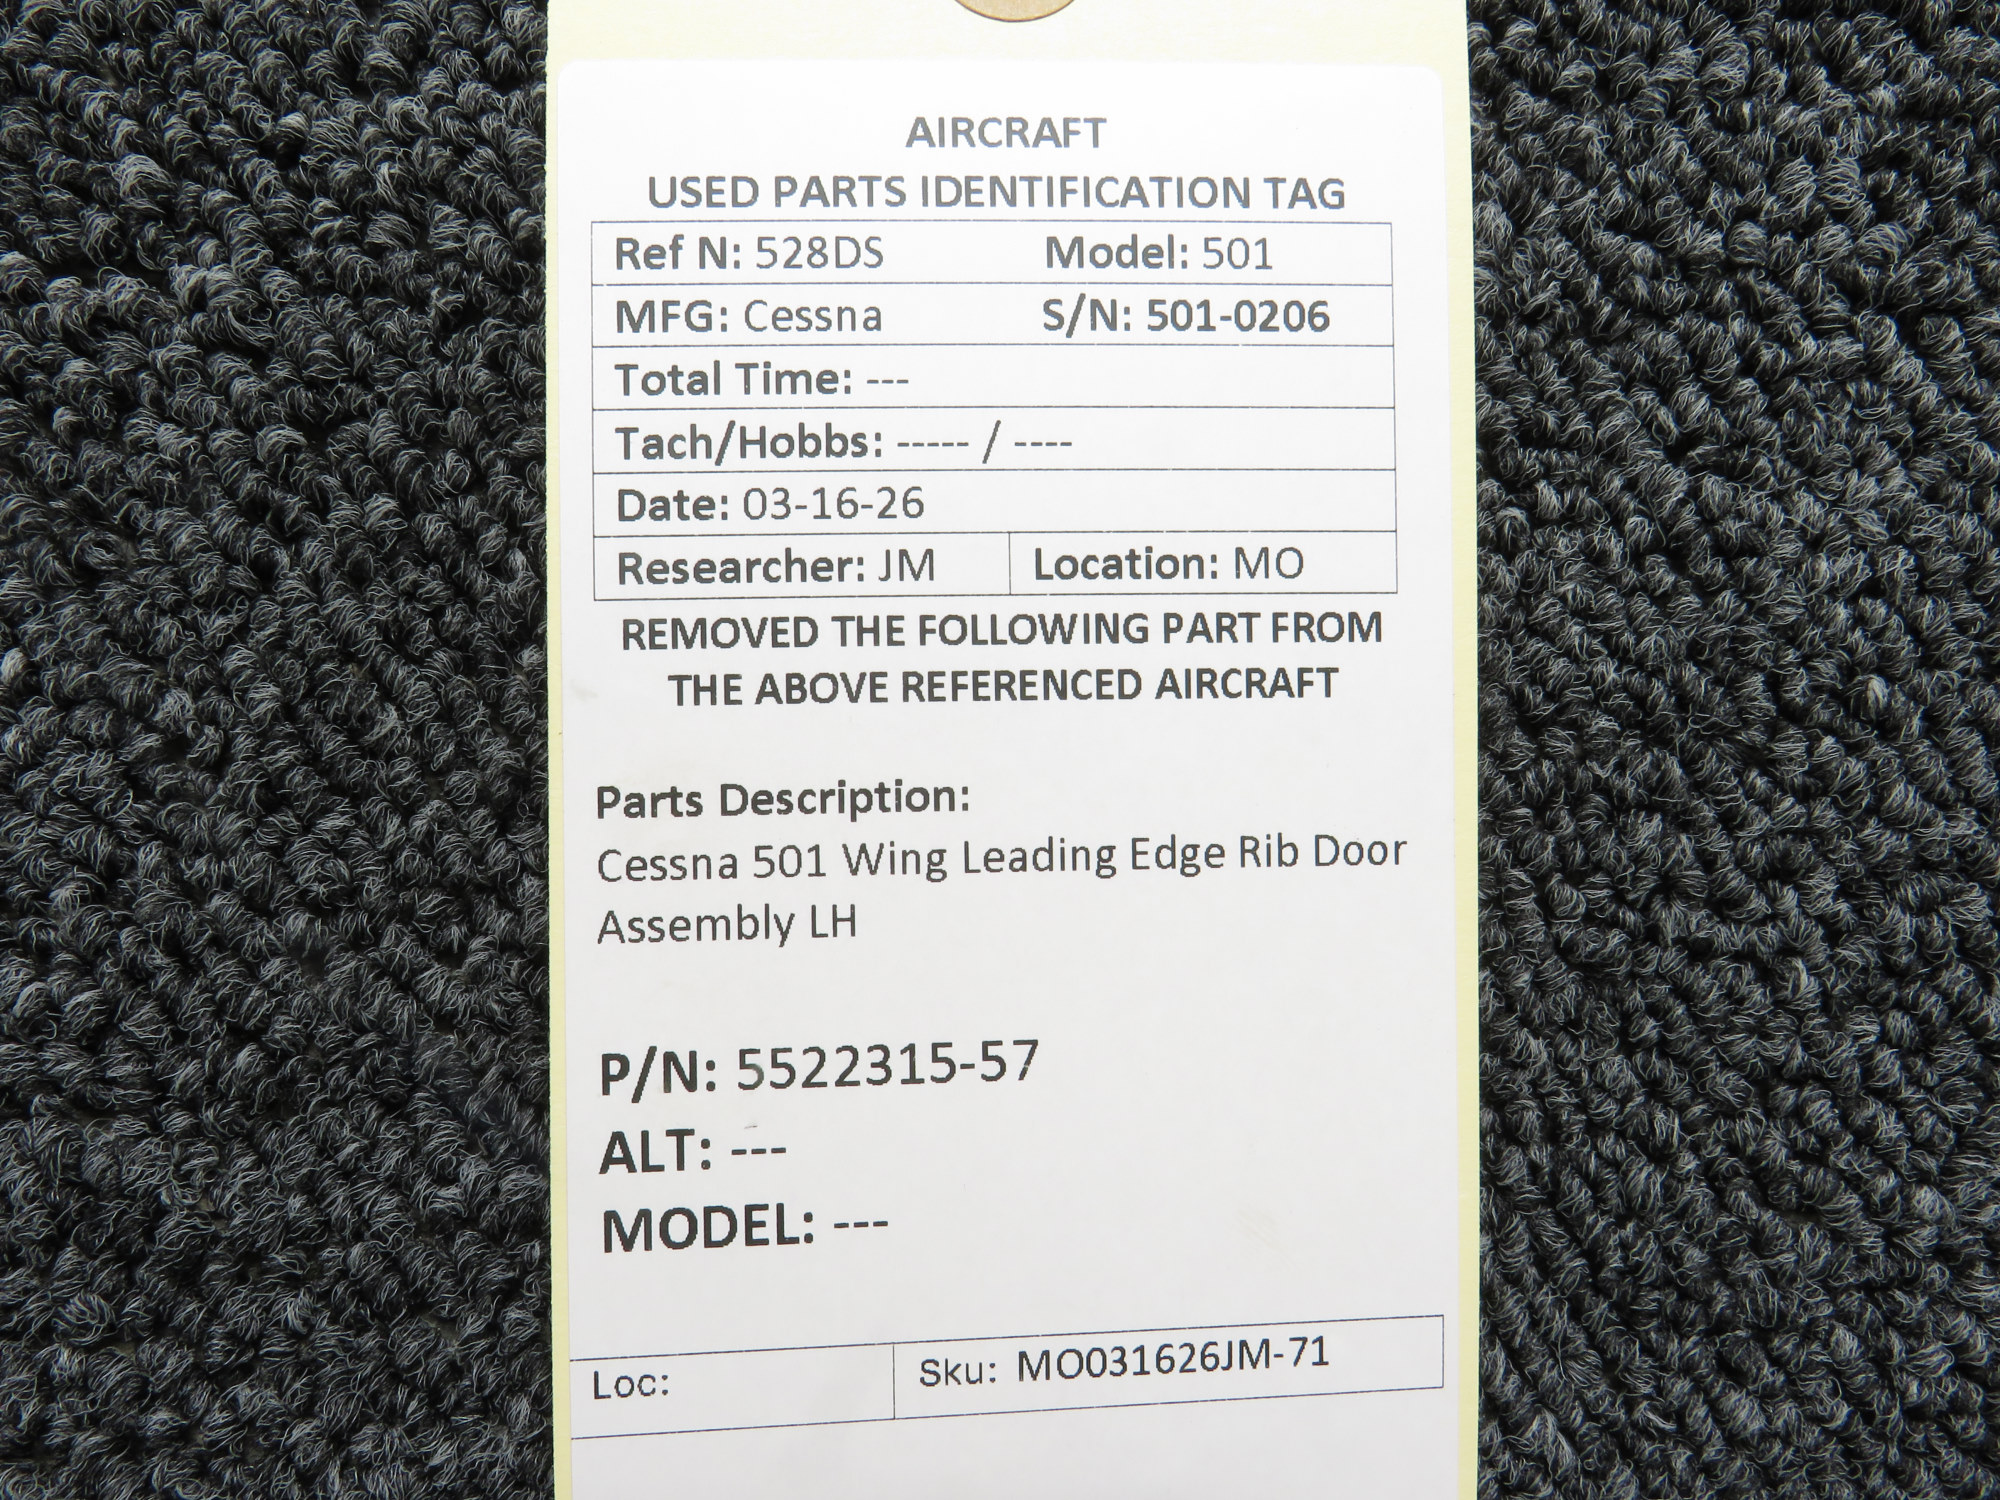 AIRCRAFT
USED PARTS IDENTIFICATION TAG
Ref N: 528DS Model: 501
MFG: Cessna S/N: 501-0206
Total Time: ---
Tach/Hobbs: ----- / ----
Date: 03-16-26
Researcher: JM Location: MO
REMOVED THE FOLLOWING PART FROM
THE ABOVE REFERENCED AIRCRAFT
Parts Description:
Cessna 501 Wing Leading Edge Rib Door
Assembly LH
P/N: 5522315-57
ALT: ---
MODEL: ---
Loc: Sku: MO031626JM-71